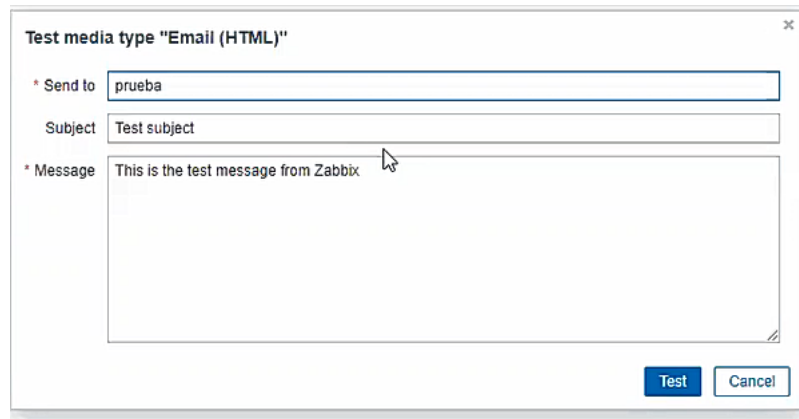 Test media type "Email (HTML)"
* Send to prueba
Subject Test subject
* Message This is the test message from Zabbix
Test Cancel